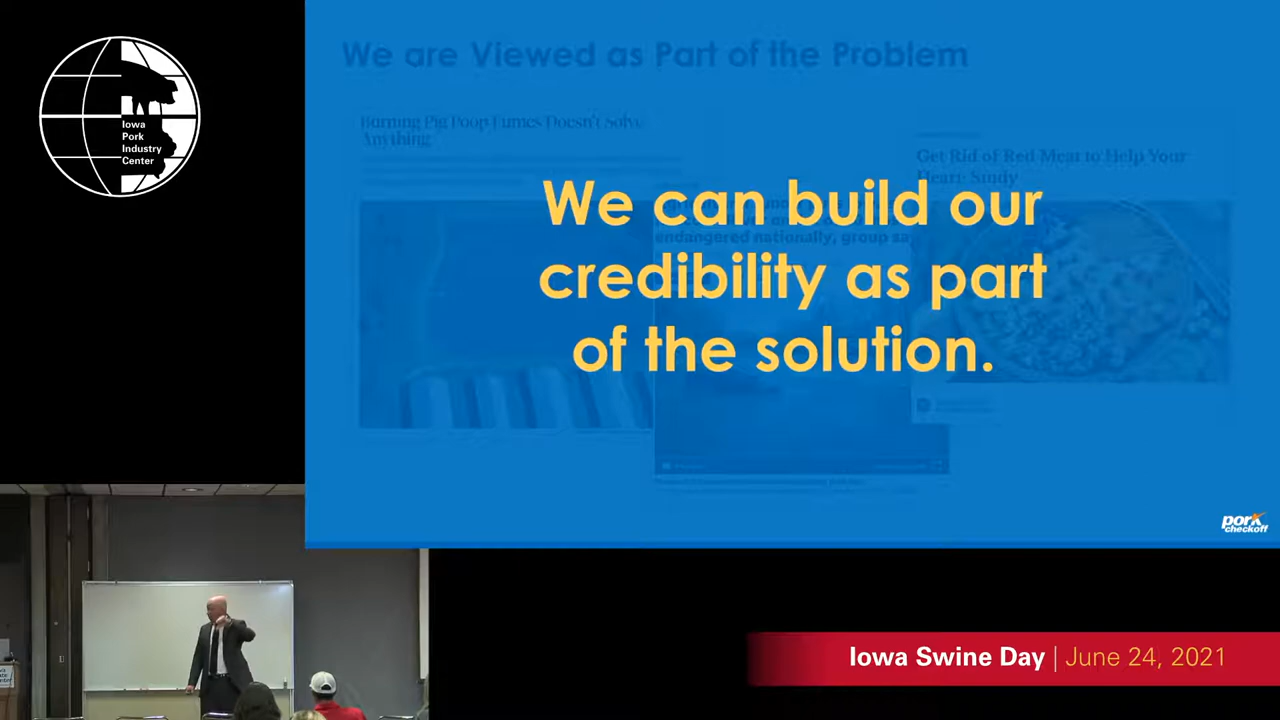 Iowa
Pork
Industry
Center
We are Viewed as Part of the Problem
Burning Pig Poop Fumes Doesn't Solve
Anything
Get Rid of Red Meat to Help Your
Heart: Study
endangered nationally, group
We can build our
credibility as part
of the solution.
pork
checkoff
Iowa Swine Day | June 24, 2021